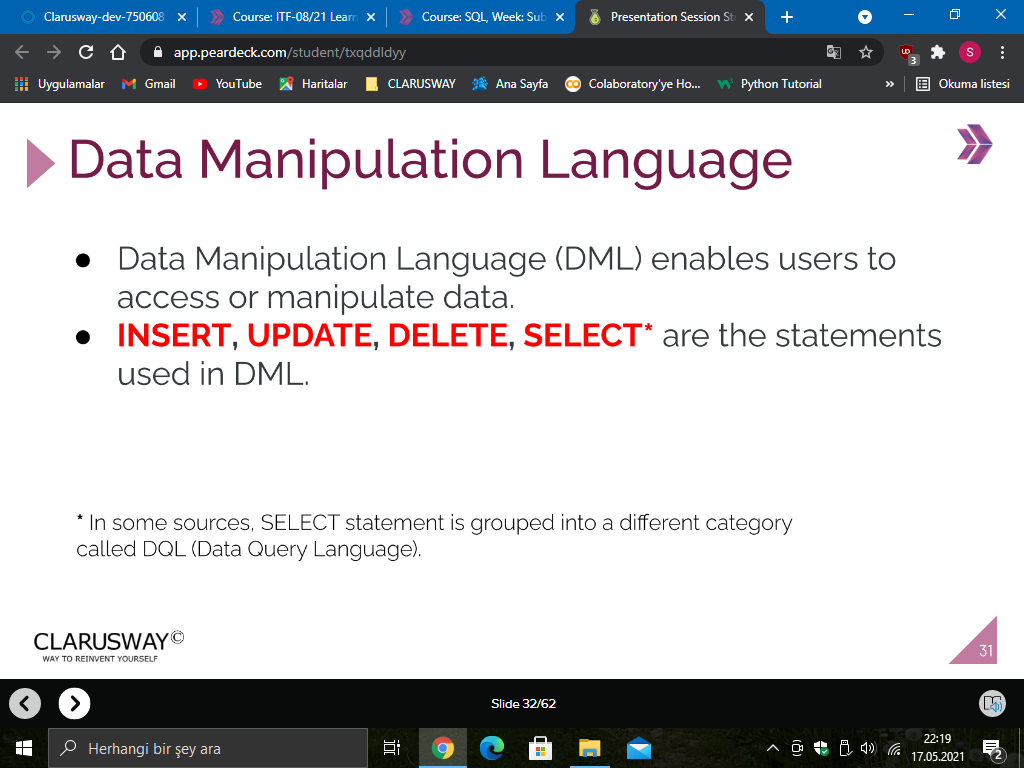 Clarusway-dev-750608
Course: ITF-08/21 Learn
Course: SQL, Week: Sub
Presentation Session St
app.peardeck.com/student/txqddldyy
3
S
Uygulamalar
Gmail
YouTube
Haritalar
CLARUSWAY
Ana Sayfa
Colaboratory'ye Ho...
Python Tutorial
»
Okuma listesi
Data Manipulation Language
● Data Manipulation Language (DML) enables users to
access or manipulate data.
● INSERT, UPDATE, DELETE, SELECT* are the statements
used in DML.
* In some sources, SELECT statement is grouped into a different category
called DQL (Data Query Language).
CLARUSWAY©
WAY TO REINVENT YOURSELF
31
Slide 32/62
Herhangi bir şey ara
22:19
17.05.2021
2